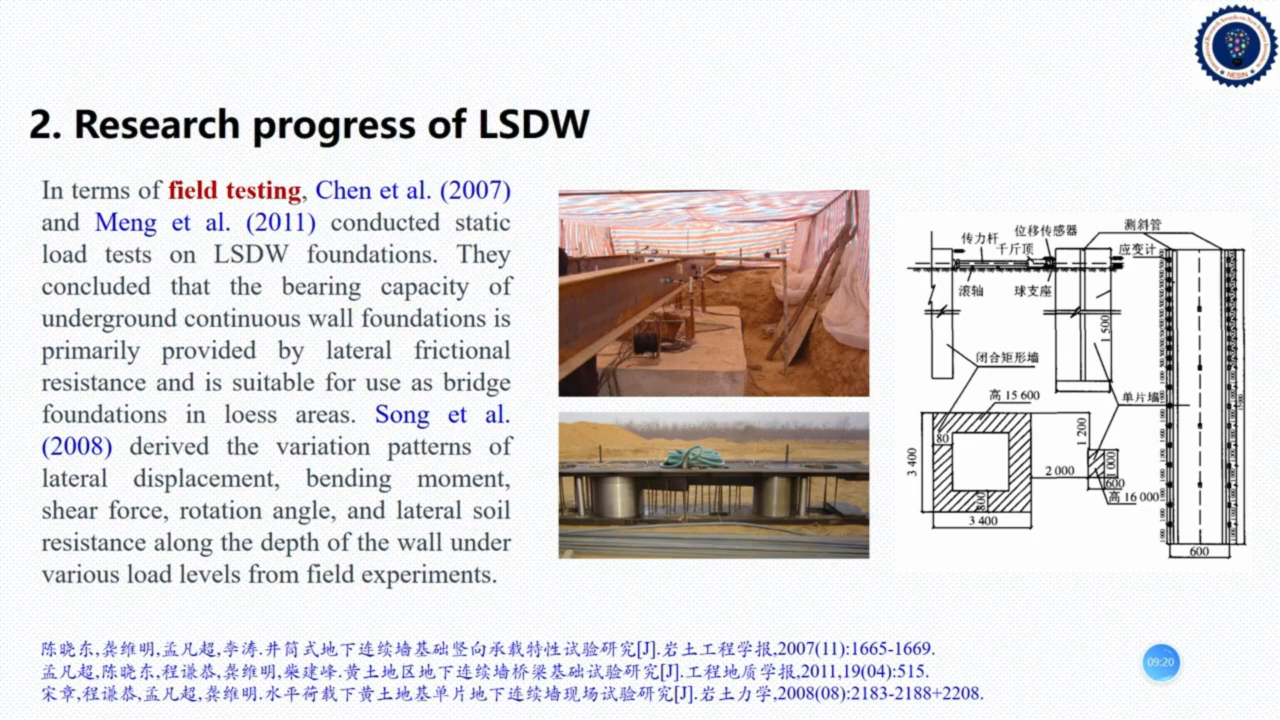 2. Research progress of LSDW
In terms of field testing, Chen et al. (2007)
and Meng et al. (2011) conducted static
load tests on LSDW foundations. They
concluded that the bearing capacity of
underground continuous wall foundations is
primarily provided by lateral frictional
resistance and is suitable for use as bridge
foundations in loess areas. Song et al.
(2008) derived the variation patterns of
lateral displacement, bending moment,
shear force, rotation angle, and lateral soil
resistance along the depth of the wall under
various load levels from field experiments.
测斜管
位移传感器
传力杆
千斤顶
应变计
滚轴
球支座
1 500
闭合矩形墙
高 15 600
单片墙
80
1 200
3 400
2 000
600
高 16 000
800
3 400
600
陈晓东,龚维明,孟凡超,李涛.井筒式地下连续墙基础竖向承载特性试验研究[J].岩土工程学报,2007(11):1665-1669.
孟凡超,陈晓东,程谦恭,龚维明,柴建峰.黄土地区地下连续墙桥梁基础试验研究[J].工程地质学报,2011,19(04):515.
宋章,程谦恭,孟凡超,龚维明.水平荷载下黄土地基单片地下连续墙现场试验研究[J].岩土力学,2008(08):2183-2188+2208.
09:20
NESIN